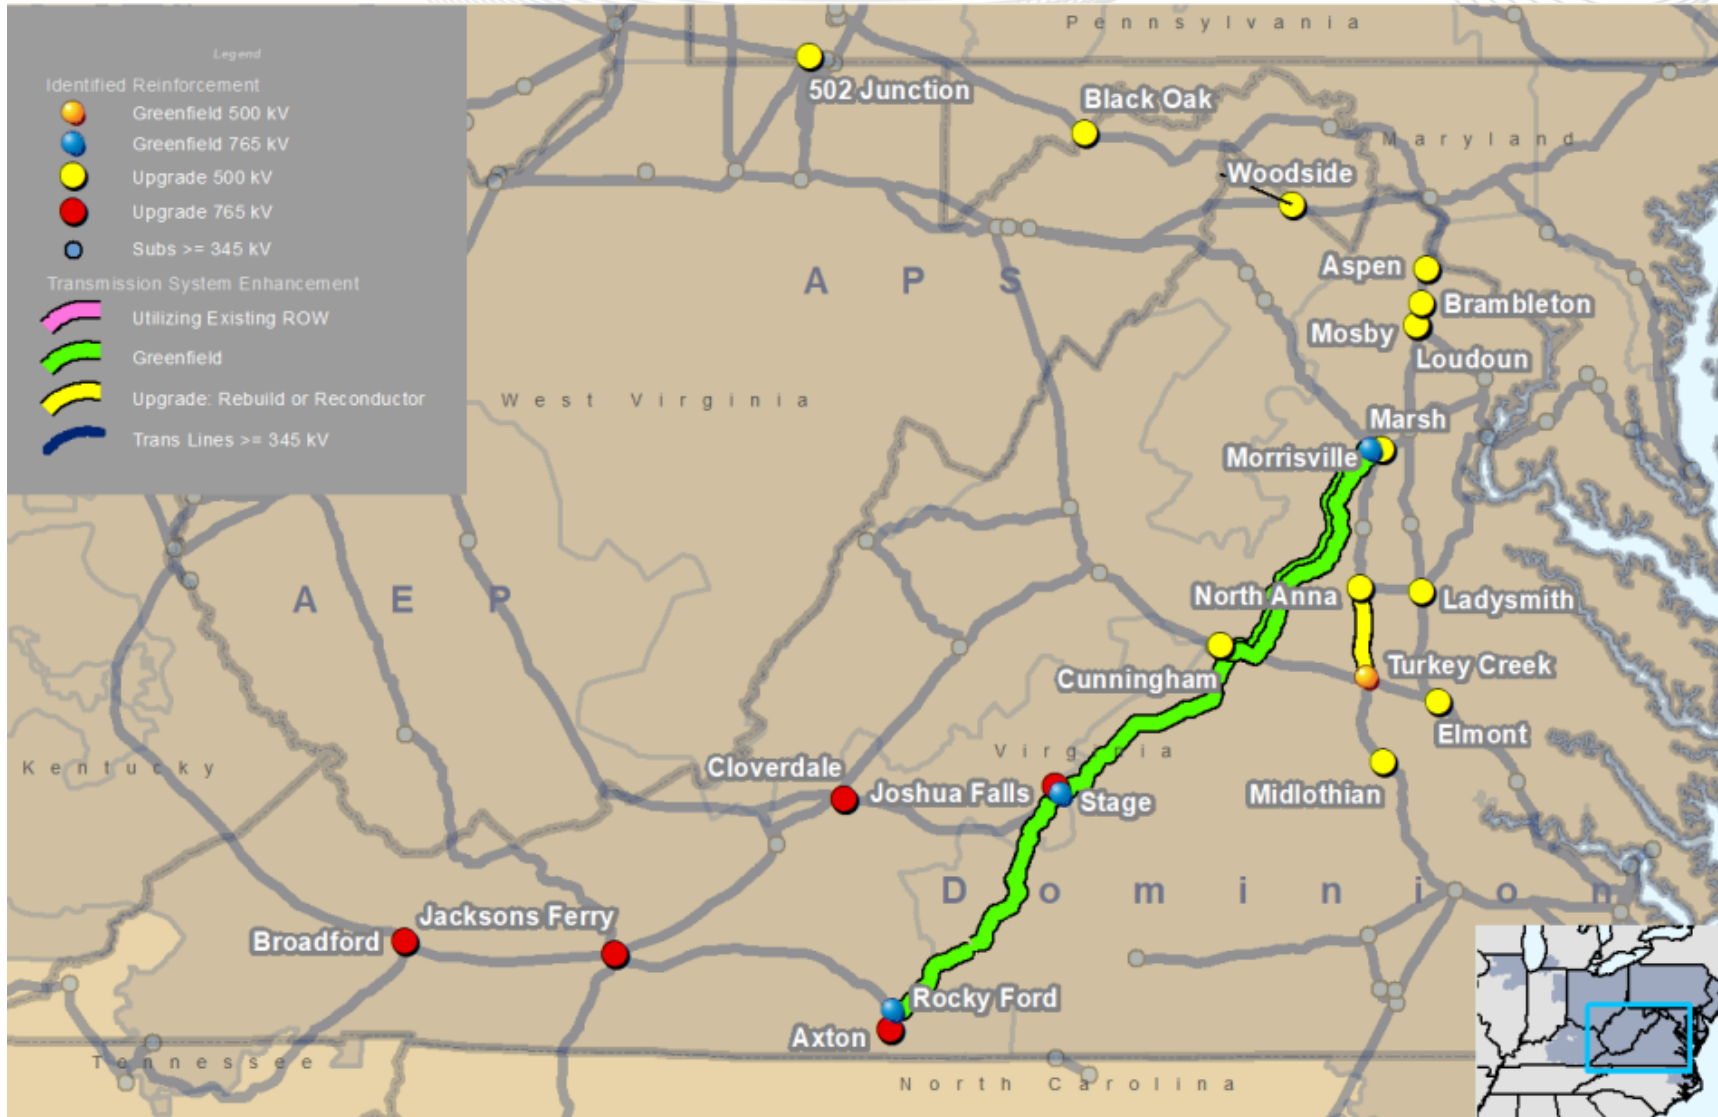 Legend
Identified Reinforcement
Greenfield 500 kV
Greenfield 765 kV
Upgrade 500 kV
Upgrade 765 kV
Subs >= 345 kV
Transmission System Enhancement
Utilizing Existing ROW
Greenfield
Upgrade: Rebuild or Reconductor
Trans Lines >= 345 kV
Pennsylvania
502 Junction
Black Oak
Maryland
Woodside
Aspen
APS
Brambleton
Mosby
Loudoun
West Virginia
Marsh
Morrisville
AEP
North Anna
Ladysmith
Turkey Creek
Cunningham
Elmont
Virginia
Kentucky
Cloverdale
Joshua Falls
Stage
Midlothian
Dominion
Jacksons Ferry
Broadford
Rocky Ford
Axton
Tennessee
North Carolina